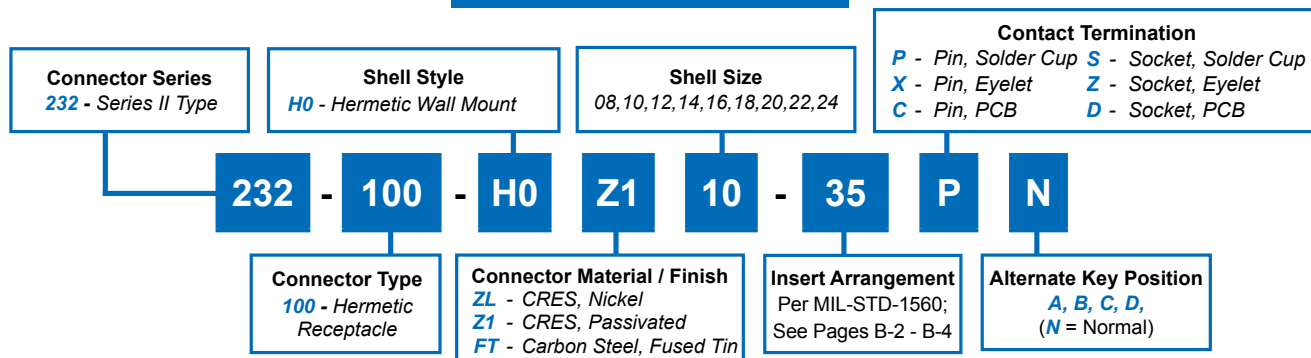 Connector Series
232 - Series II Type
Shell Style
H0 - Hermetic Wall Mount
Shell Size
08,10,12,14,16,18,20,22,24
Contact Termination
P - Pin, Solder Cup S - Socket, Solder Cup
X - Pin, Eyelet Z - Socket, Eyelet
C - Pin, PCB D - Socket, PCB
232 - 100 - H0 Z1 10 - 35 P N
Connector Type
100 - Hermetic
Receptacle
Connector Material / Finish
ZL - CRES, Nickel
Z1 - CRES, Passivated
FT - Carbon Steel, Fused Tin
Insert Arrangement
Per MIL-STD-1560;
See Pages B-2 - B-4
Alternate Key Position
A, B, C, D,
(N = Normal)